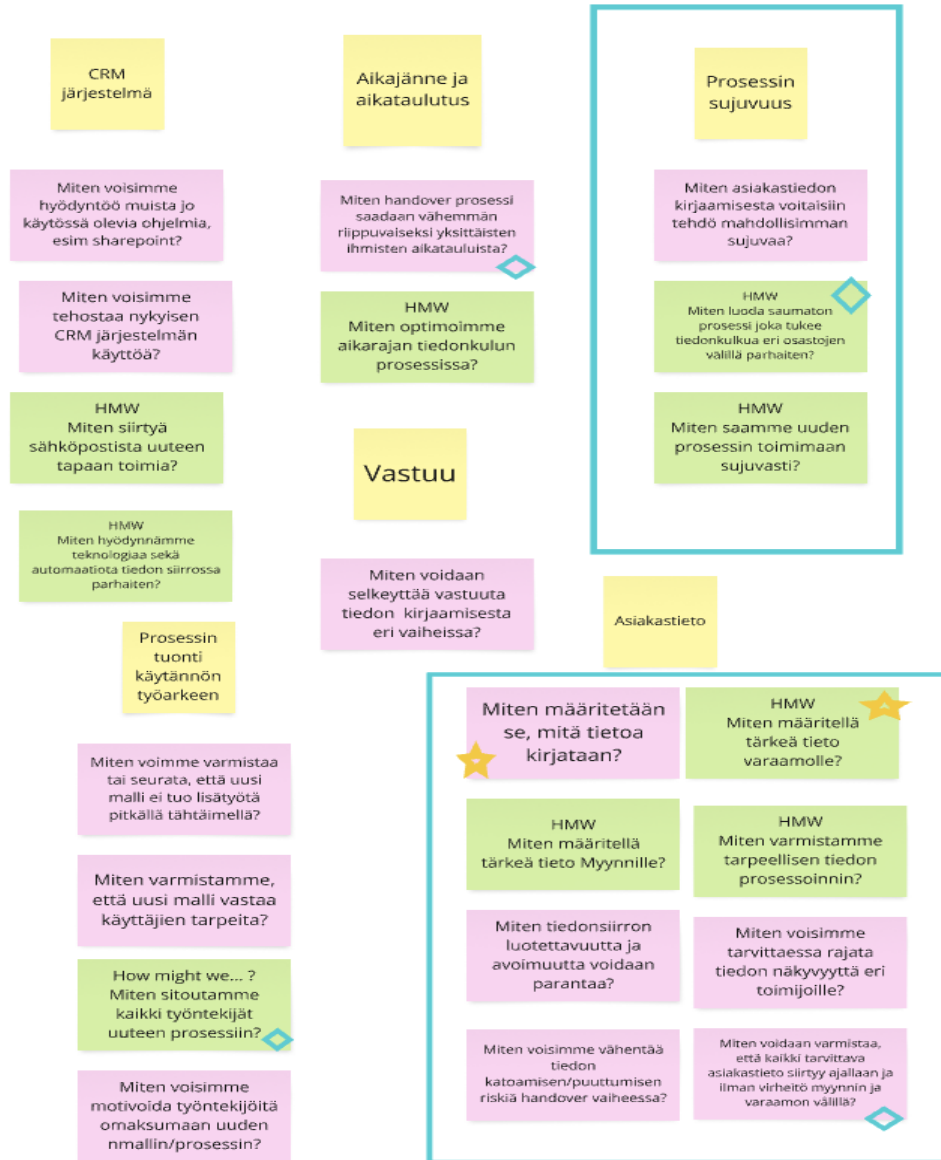 CRM
järjestelmä
Miten voisimme
hyödyntöö muista jo
käytössä olevia ohjelmia,
esim sharepoint?
Miten voisimme
tehostaa nykyisen
CRM järjestelmän
käyttöä?
HMW
Miten siirtyä
sähköpostista uuteen
tapaan toimia?
HMW
Miten hyödynnämme
teknologiaa sekä
automaatiota tiedon siirrossa
parhaiten?
Aikajänne ja
aikataulutus
Miten handover prosessi
saadaan vähemmän
riippuvaiseksi yksittäisten
ihmisten aikatauluista?
HMW
Miten optimoimme
aikarajan tiedonkulun
prosessissa?
Prosessin
sujuvuus
Miten asiakastiedon
kirjaamisesta voitaisiin
tehdö mahdollisimman
sujuvaa?
HMW
Miten luoda saumaton
prosessi joka tukee
tiedonkulkua eri osastojen
välillä parhaiten?
HMW
Miten saamme uuden
prosessin toimimaan
sujuvasti?
Vastuu
Miten voidaan
selkeyttää vastuuta
tiedon kirjaamisesta
eri vaiheissa?
Prosessin
tuonti
käytännön
työarkeen
Miten voimme varmistaa
tai seurata, että uusi
malli ei tuo lisätyötä
pitkällä tähtäimellä?
Miten varmistamme,
että uusi malli vastaa
käyttäjien tarpeita?
How might we... ?
Miten sitoutamme
kaikki työntekijät
uuteen prosessiin?
Miten voisimme
motivoida työntekijöitä
omaksumaan uuden
nmallin/prosessin?
Asiakastieto
Miten määritetään
se, mitä tietoa
kirjataan?
HMW
Miten määritellä
tärkeä tieto
varaamolle?
HMW
Miten määritellä
tärkeä tieto Myynnille?
HMW
Miten varmistamme
tarpeellisen tiedon
prosessoinnin?
Miten tiedonsiirron
luotettavuutta ja
avoimuutta voidaan
parantaa?
Miten voisimme
tarvittaessa rajata
tiedon näkyvyyttä eri
toimijoille?
Miten voisimme vähentää
tiedon
katoamisen/puuttumisen
riskiä handover vaiheessa?
Miten voidaan varmistaa,
että kaikki tarvittava
asiakastieto siirtyy ajallaan ja
ilman virheitö myynnin ja
varaamon välillä?